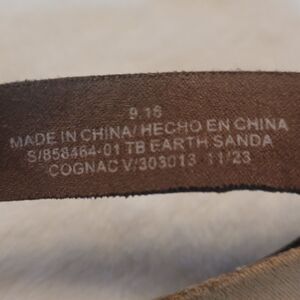 9.16
MADE IN CHINA/ HECHO EN CHINA
S/858464-01 TB EARTH SANDA
COGNAC V/303013 11/23